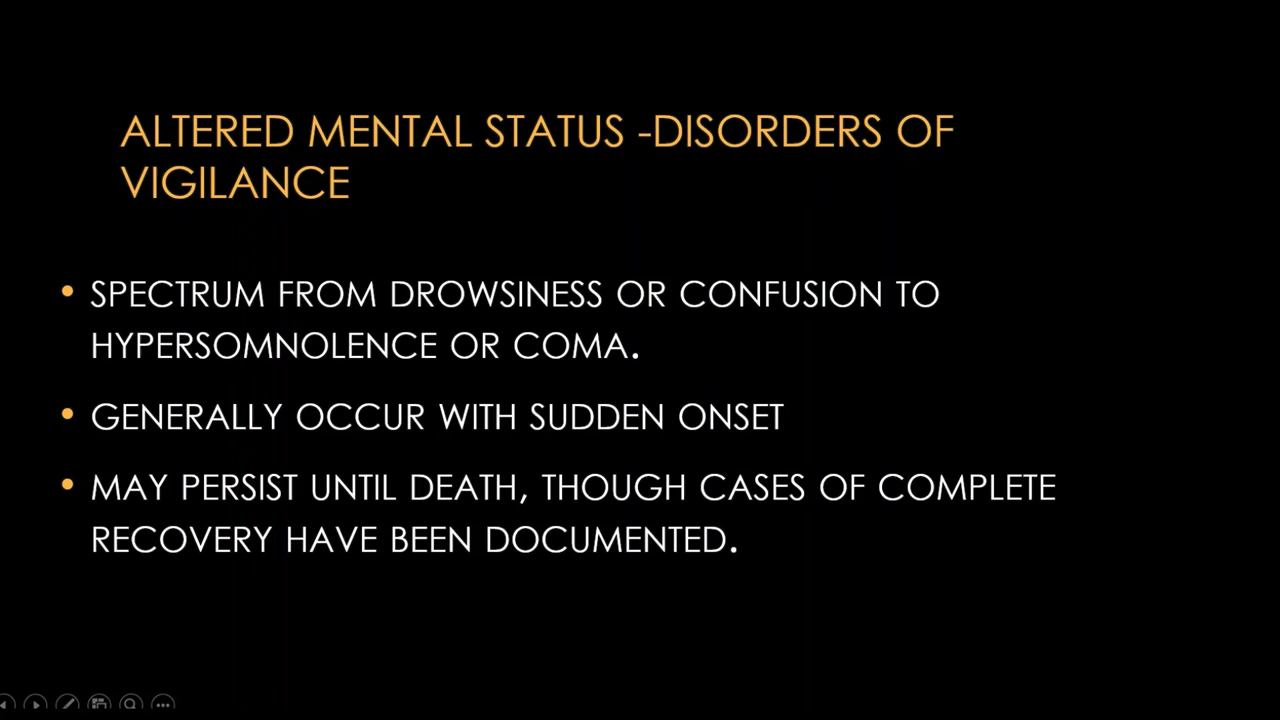 ALTERED MENTAL STATUS -DISORDERS OF
VIGILANCE
• SPECTRUM FROM DROWSINESS OR CONFUSION TO
HYPERSOMNOLENCE OR COMA.
• GENERALLY OCCUR WITH SUDDEN ONSET
• MAY PERSIST UNTIL DEATH, THOUGH CASES OF COMPLETE
RECOVERY HAVE BEEN DOCUMENTED.